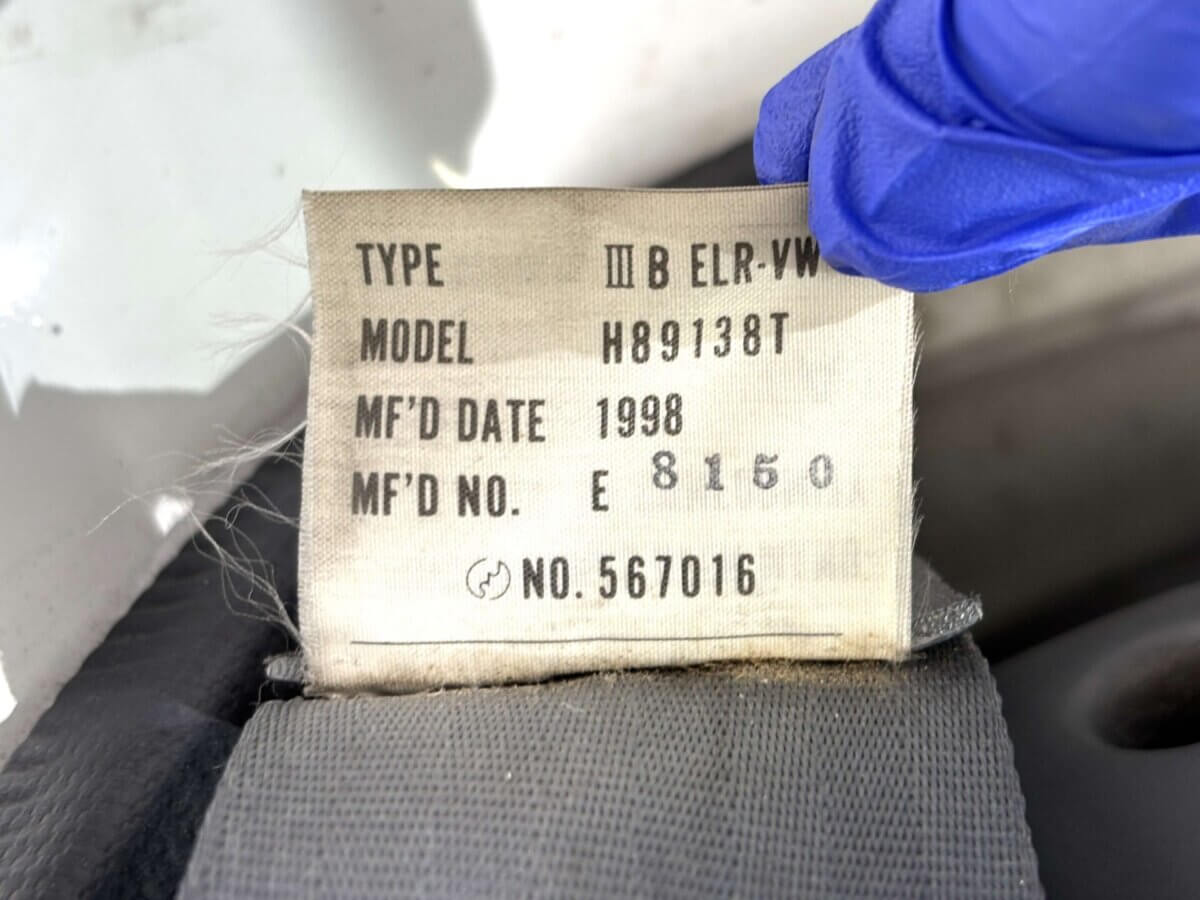 TYPE III B ELR-VW
MODEL H89138T
MF'D DATE 1998
MF'D NO. E 8150
NO. 567016